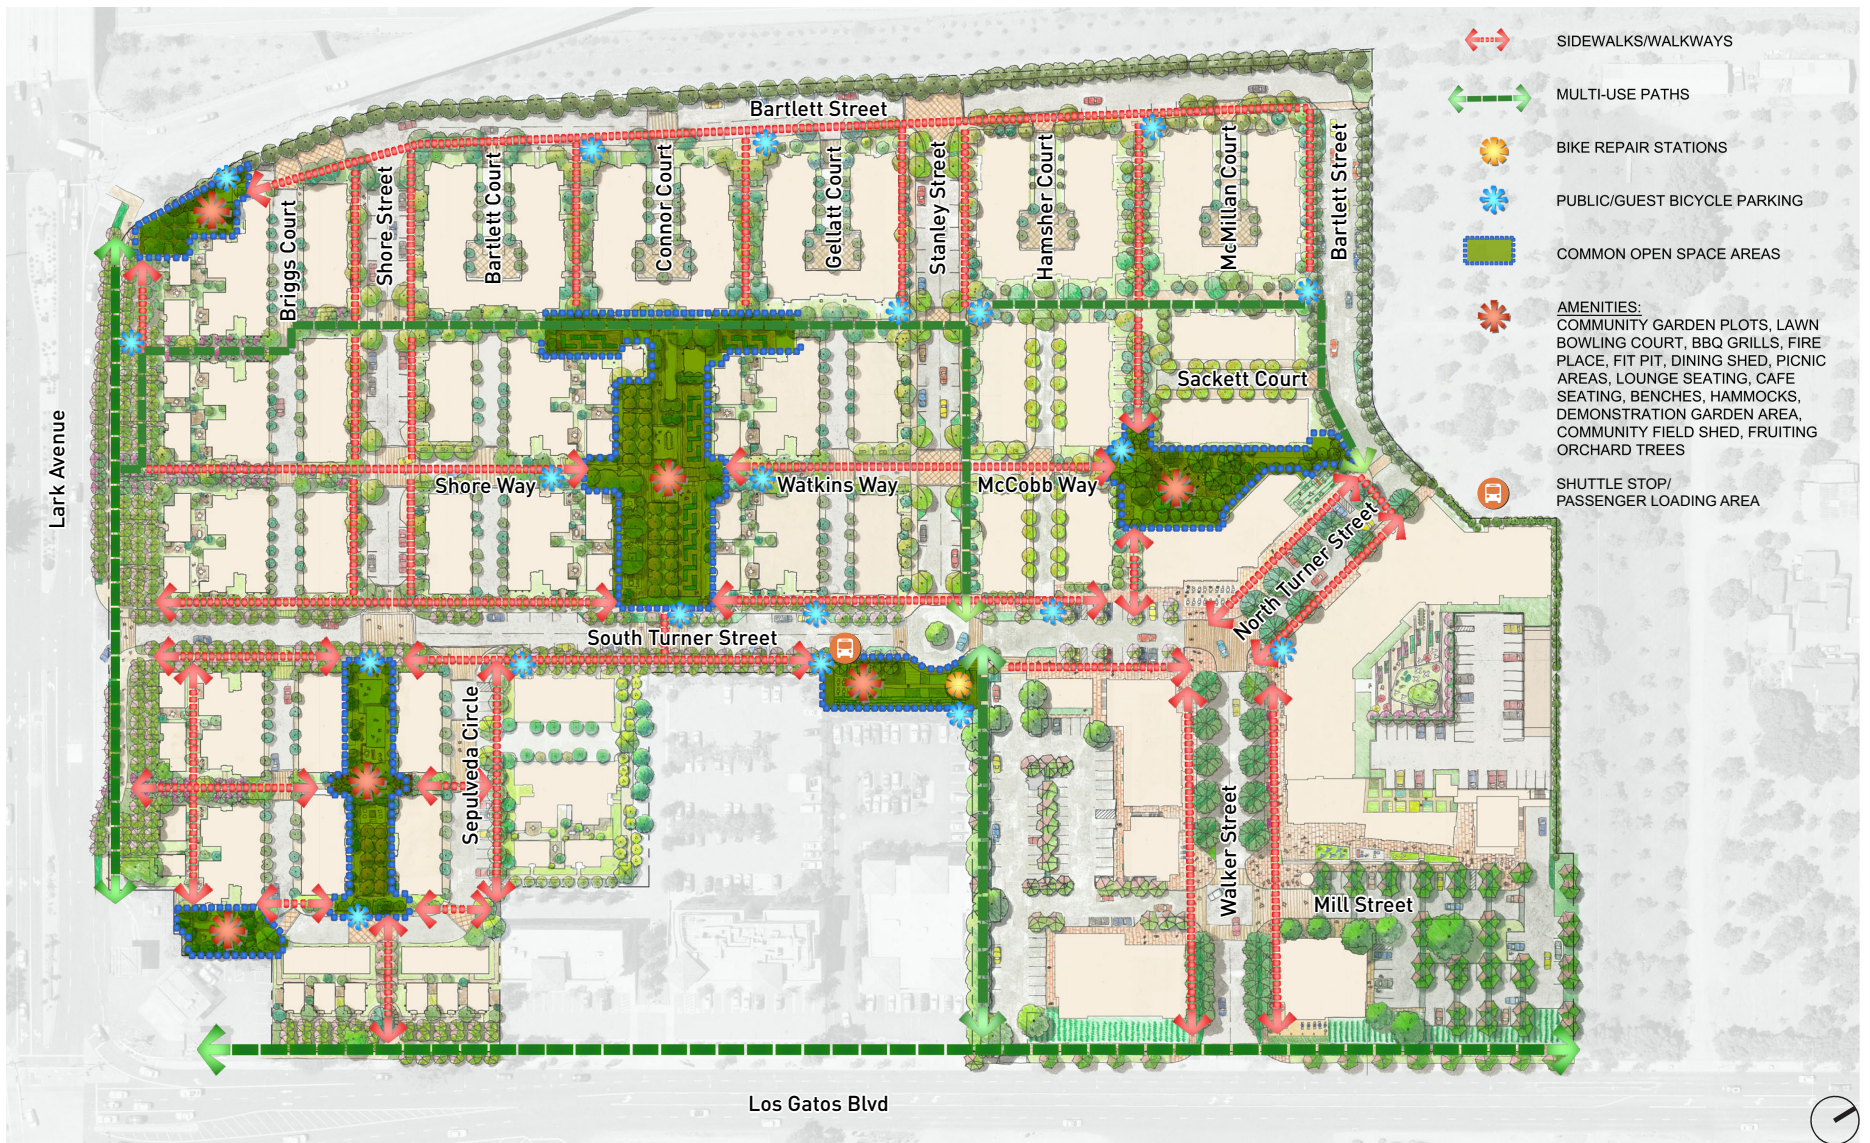 SIDEWALKS/WALKWAYS
MULTI-USE PATHS
BIKE REPAIR STATIONS
PUBLIC/GUEST BICYCLE PARKING
COMMON OPEN SPACE AREAS
AMENITIES:
COMMUNITY GARDEN PLOTS, LAWN
BOWLING COURT, BBQ GRILLS, FIRE
PLACE, FIT PIT, DINING SHED, PICNIC
AREAS, LOUNGE SEATING, CAFE
SEATING, BENCHES, HAMMOCKS,
DEMONSTRATION GARDEN AREA,
COMMUNITY FIELD SHED, FRUITING
ORCHARD TREES
SHUTTLE STOP/
PASSENGER LOADING AREA
Bartlett Street
Briggs Court
Shore Street
Bartlett Court
Connor Court
Gellatt Court
Stanley Street
Hamsher Court
McMillan Court
Bartlett Street
Sackett Court
Lark Avenue
Shore Way
Watkins Way
McCobb Way
North Turner Street
South Turner Street
Sepulveda Circle
Walker Street
Mill Street
Los Gatos Blvd